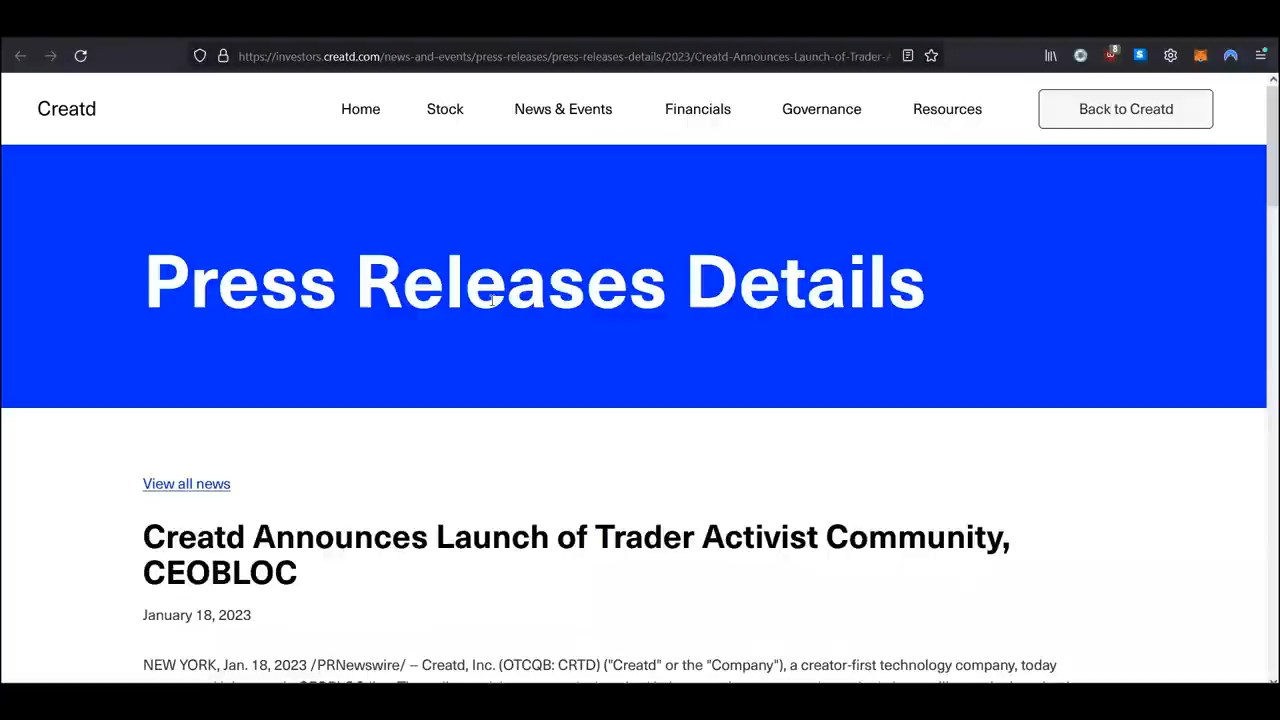 https://investors.creatd.com/news-and-events/press-releases/press-releases-details/2023/Creatd-Announces-Launch-of-Trader-
8
Creatd
Home Stock News & Events Financials Governance Resources Back to Creatd
Press Releases Details
View all news
Creatd Announces Launch of Trader Activist Community,
CEOBLOC
January 18, 2023
NEW YORK, Jan. 18, 2023 /PRNewswire/ -- Creatd, Inc. (OTCQB: CRTD) ("Creatd" or the "Company"), a creator-first technology company, today